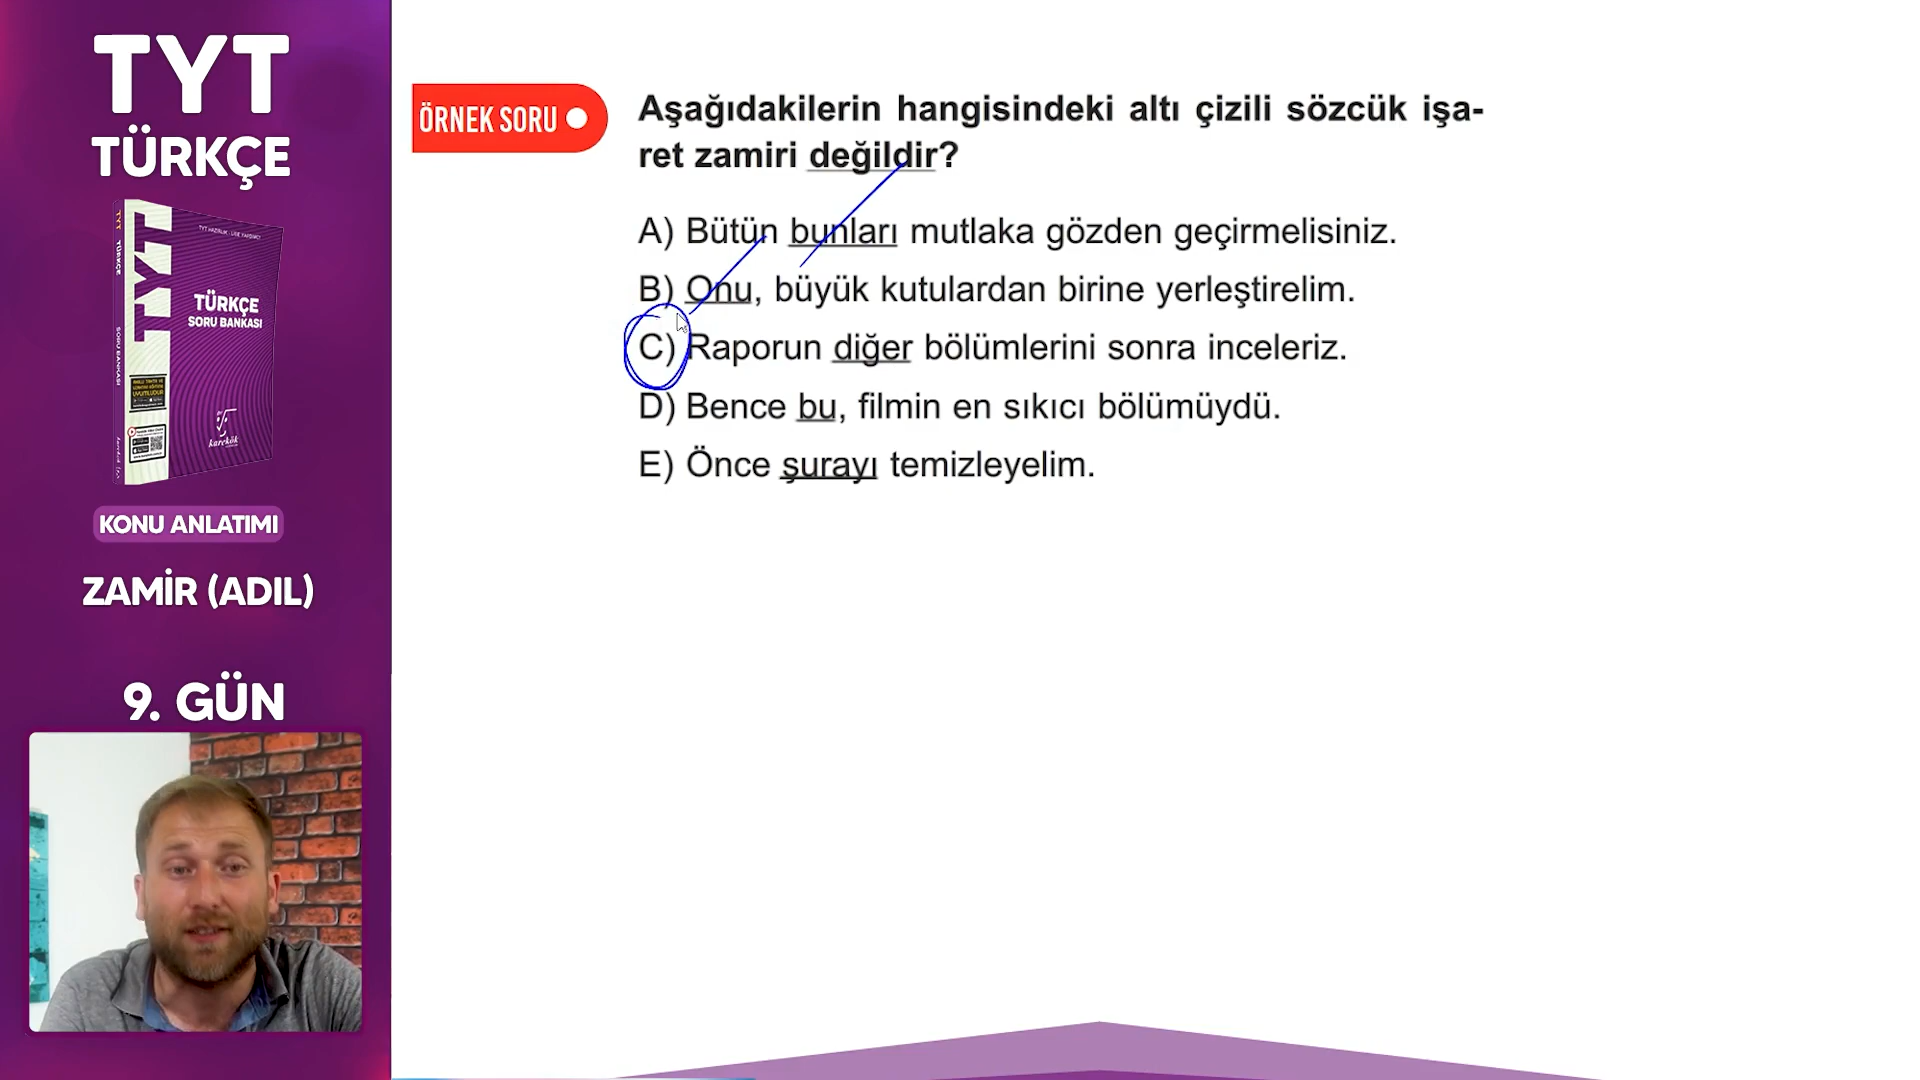 TYT
TÜRKÇE
TYT
TÜRKÇE
SORU BANKASI
karekök
KONU ANLATIMI
ZAMİR (ADIL)
9. GÜN
ÖRNEK SORU
Aşağıdakilerin hangisindeki altı çizili sözcük işa-
ret zamiri değildir?
A) Bütün bunları mutlaka gözden geçirmelisiniz.
B) Onu, büyük kutulardan birine yerleştirelim.
C) Raporun diğer bölümlerini sonra inceleriz.
D) Bence bu, filmin en sıkıcı bölümüydü.
E) Önce şurayı temizleyelim.